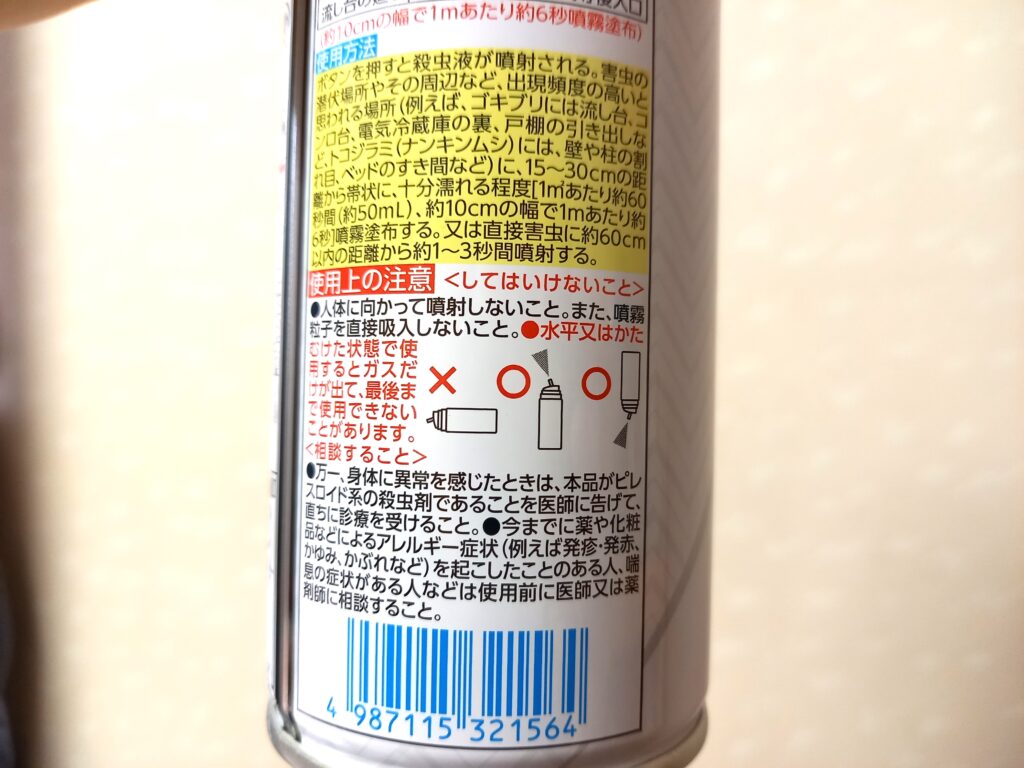 流し台の
(約10cmの幅で1mあたり約6秒噴霧塗布)
使用方法
ボタンを押すと殺虫液が噴射される。害虫の
潜伏場所やその周辺など、出現頻度の高いと
思われる場所(例えば、ゴキブリには流し台、コ
ンロ台、電気冷蔵庫の裏、戸棚の引き出しな
ど、トコジラミ(ナンキンムシ)には、壁や柱の割
れ目、ベッドのすき間など)に、15〜30cmの距
離から帯状に、十分濡れる程度[1㎡あたり約60
秒間(約50mL)、約10cmの幅で1mあたり約
6秒]噴霧塗布する。又は直接害虫に約60cm
以内の距離から約1〜3秒間噴射する。
使用上の注意 <してはいけないこと>
●人体に向かって噴射しないこと。また、噴霧
粒子を直接吸入しないこと。●水平又はかた
むけた状態で使
用するとガスだ
けが出て、最後ま
で使用できない
ことがあります。
<相談すること>
●万一、身体に異常を感じたときは、本品がピレ
スロイド系の殺虫剤であることを医師に告げて、
直ちに診療を受けること。●今までに薬や化粧
品などによるアレルギー症状(例えば発疹・発赤、
かゆみ、かぶれなど)を起こしたことのある人、喘
息の症状がある人などは使用前に医師又は薬
剤師に相談すること。
4 987115 321564